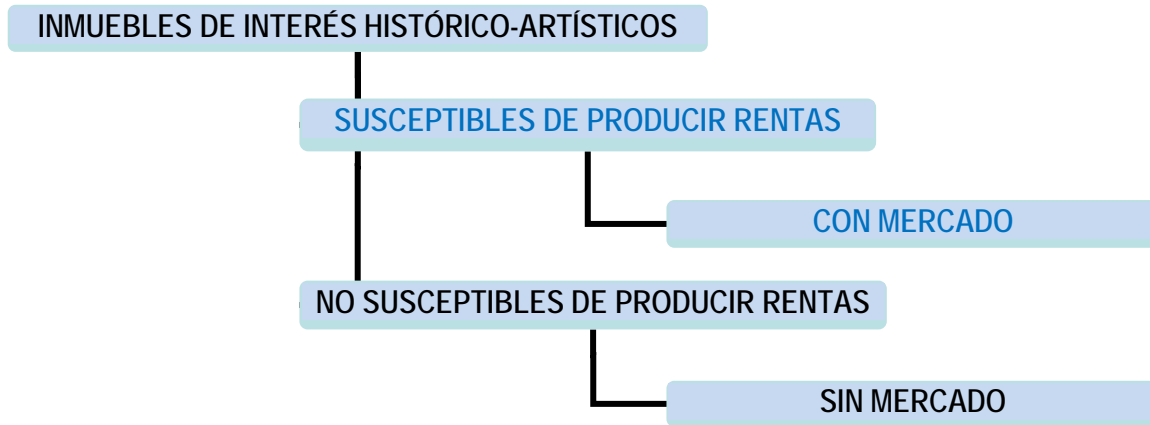 INMUEBLES DE INTERÉS HISTÓRICO-ARTÍSTICOS
SUSCEPTIBLES DE PRODUCIR RENTAS
CON MERCADO
NO SUSCEPTIBLES DE PRODUCIR RENTAS
SIN MERCADO